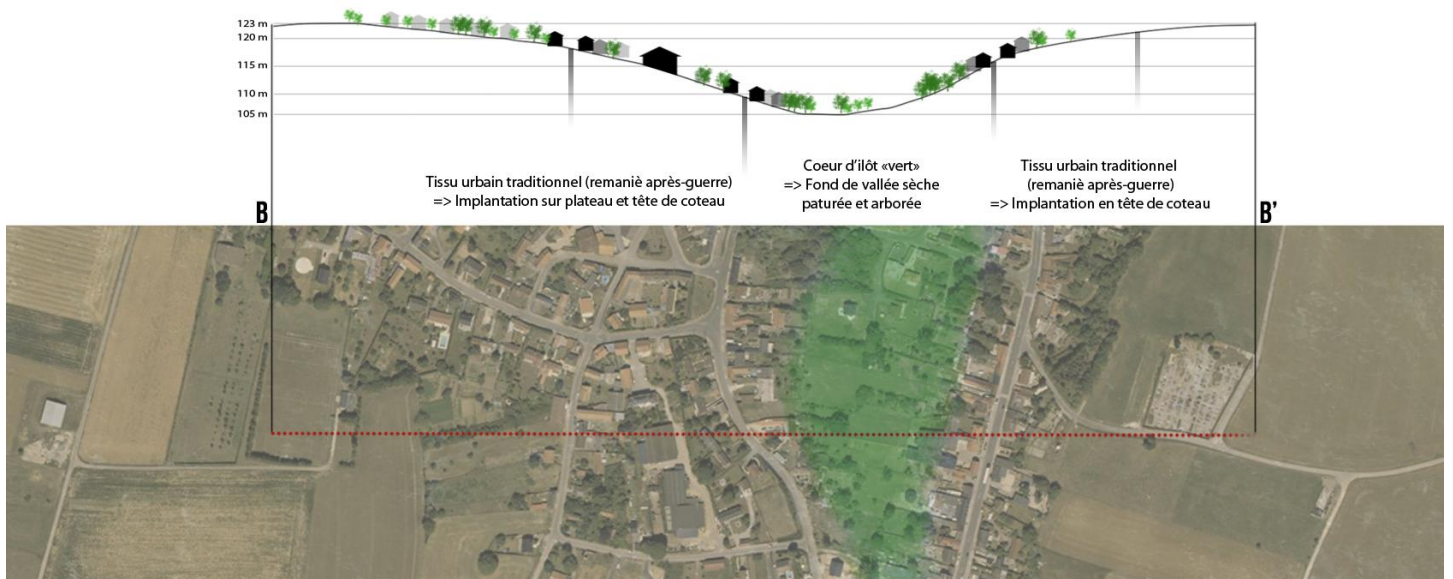 123 m
120 m
115 m
110 m
105 m
Tissu urbain traditionnel (remaniè après-guerre)
=> Implantation sur plateau et tête de coteau
Coeur d'ilôt «vert»
=> Fond de vallée sèche
paturée et arborée
Tissu urbain traditionnel
(remaniè après-guerre)
=> Implantation en tête de coteau
B
B'